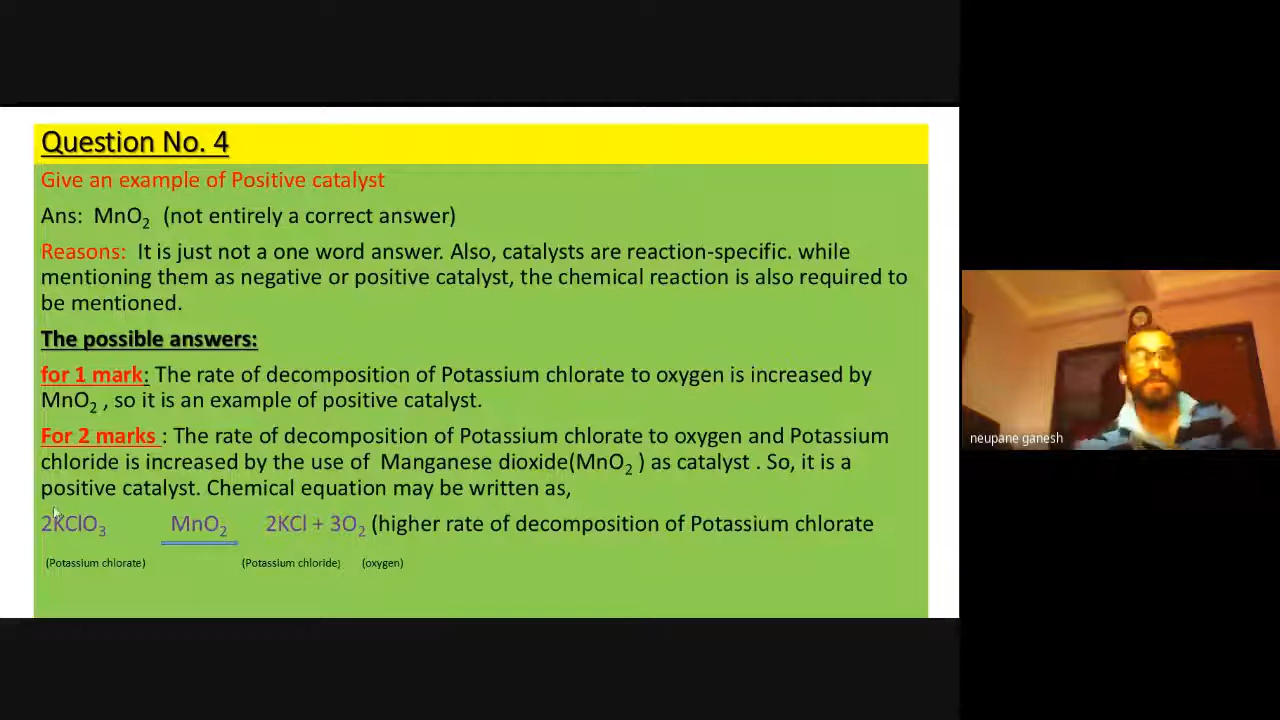 Question No. 4
Give an example of Positive catalyst
Ans: MnO₂ (not entirely a correct answer)
Reasons: It is just not a one word answer. Also, catalysts are reaction-specific. while
mentioning them as negative or positive catalyst, the chemical reaction is also required to
be mentioned.
The possible answers:
for 1 mark: The rate of decomposition of Potassium chlorate to oxygen is increased by
MnO₂ , so it is an example of positive catalyst.
For 2 marks : The rate of decomposition of Potassium chlorate to oxygen and Potassium
chloride is increased by the use of Manganese dioxide(MnO₂ ) as catalyst . So, it is a
positive catalyst. Chemical equation may be written as,
2KClO₃ MnO₂ 2KCl + 3O₂ (higher rate of decomposition of Potassium chlorate
(Potassium chlorate) (Potassium chloride) (oxygen)
neupane ganesh